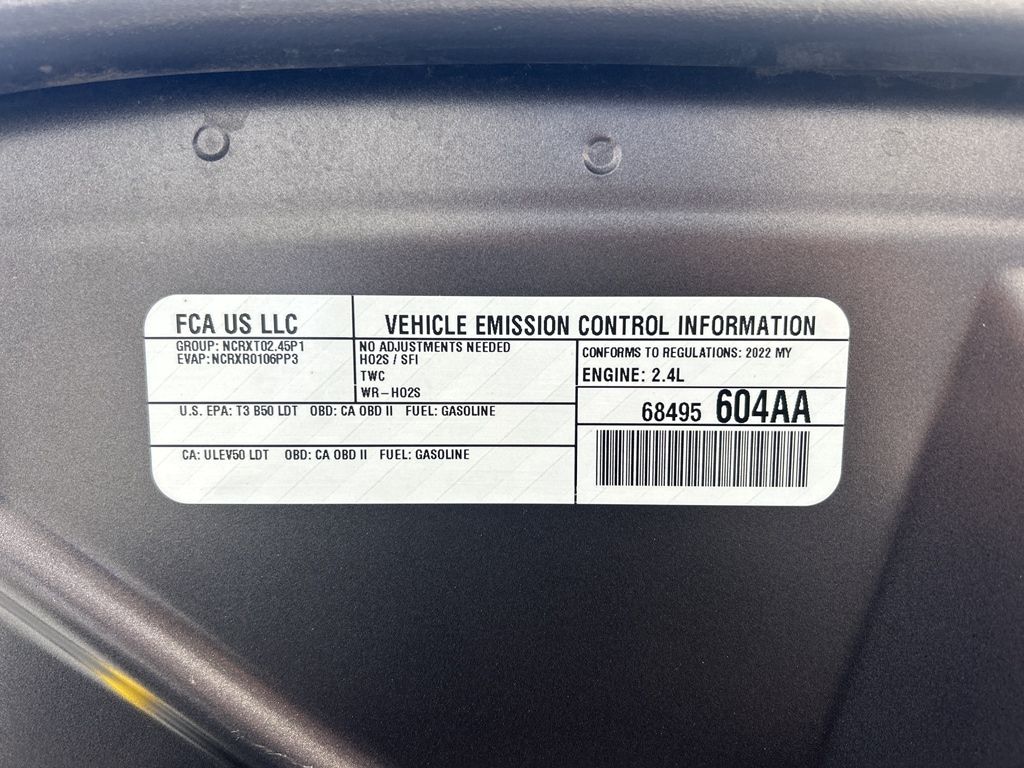 FCA US LLC
VEHICLE EMISSION CONTROL INFORMATION
GROUP: NCRXT02.45P1
EVAP: NCRXR0106PP3
NO ADJUSTMENTS NEEDED
HO2S / SFI
TWC
WR-HO2S
CONFORMS TO REGULATIONS: 2022 MY
ENGINE: 2.4L
68495 604AA
U.S. EPA: T3 B50 LDT OBD: CA OBD II FUEL: GASOLINE
CA: ULEV50 LDT OBD: CA OBD II FUEL: GASOLINE